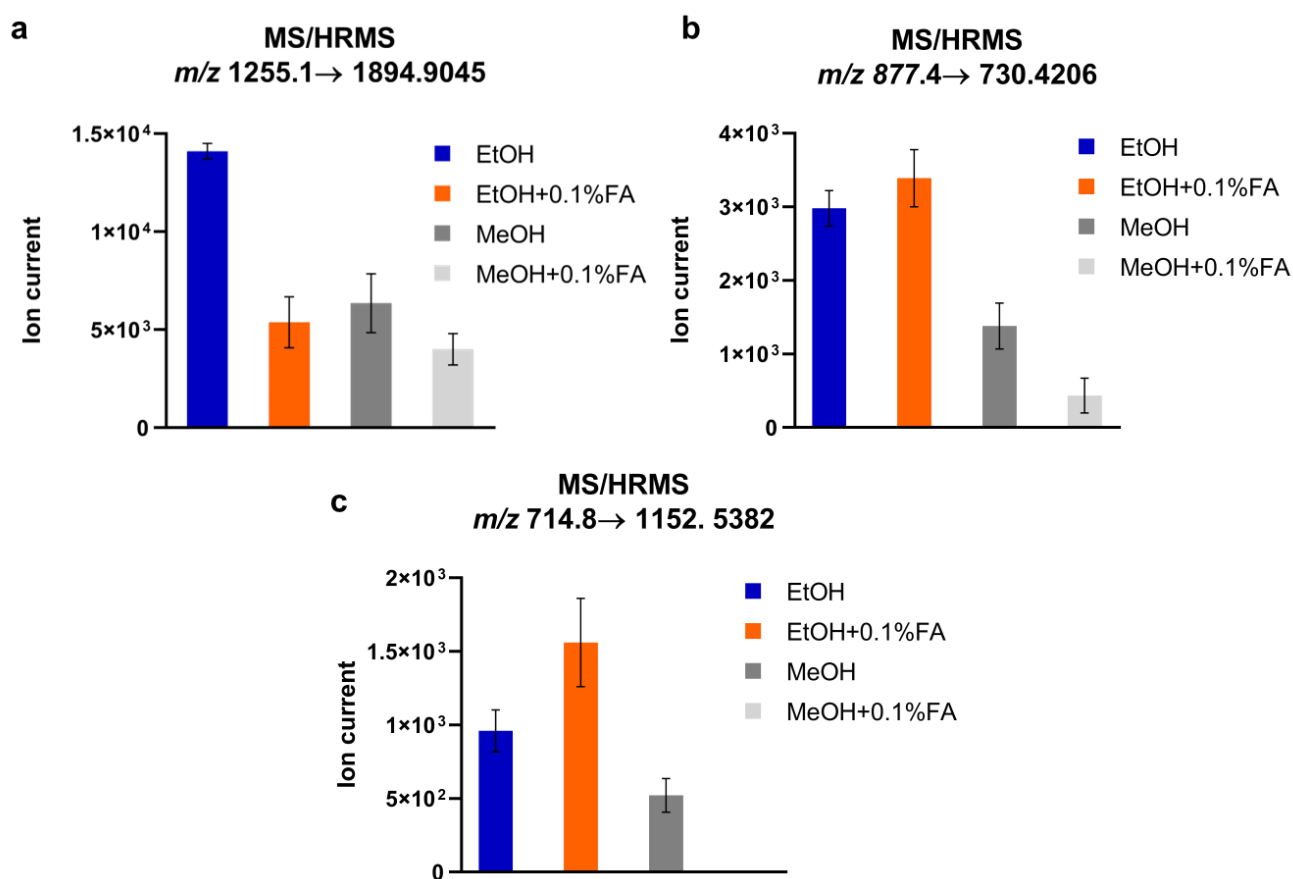 a
MS/HRMS
m/z 1255.1→ 1894.9045
1.5×10⁴
1×10⁴
5×10³
0
Ion current
EtOH
EtOH+0.1%FA
MeOH
MeOH+0.1%FA
b
MS/HRMS
m/z 877.4→ 730.4206
4×10³
3×10³
2×10³
1×10³
0
Ion current
EtOH
EtOH+0.1%FA
MeOH
MeOH+0.1%FA
c
MS/HRMS
m/z 714.8→ 1152. 5382
2×10³
1.5×10³
1×10³
5×10²
0
Ion current
EtOH
EtOH+0.1%FA
MeOH
MeOH+0.1%FA